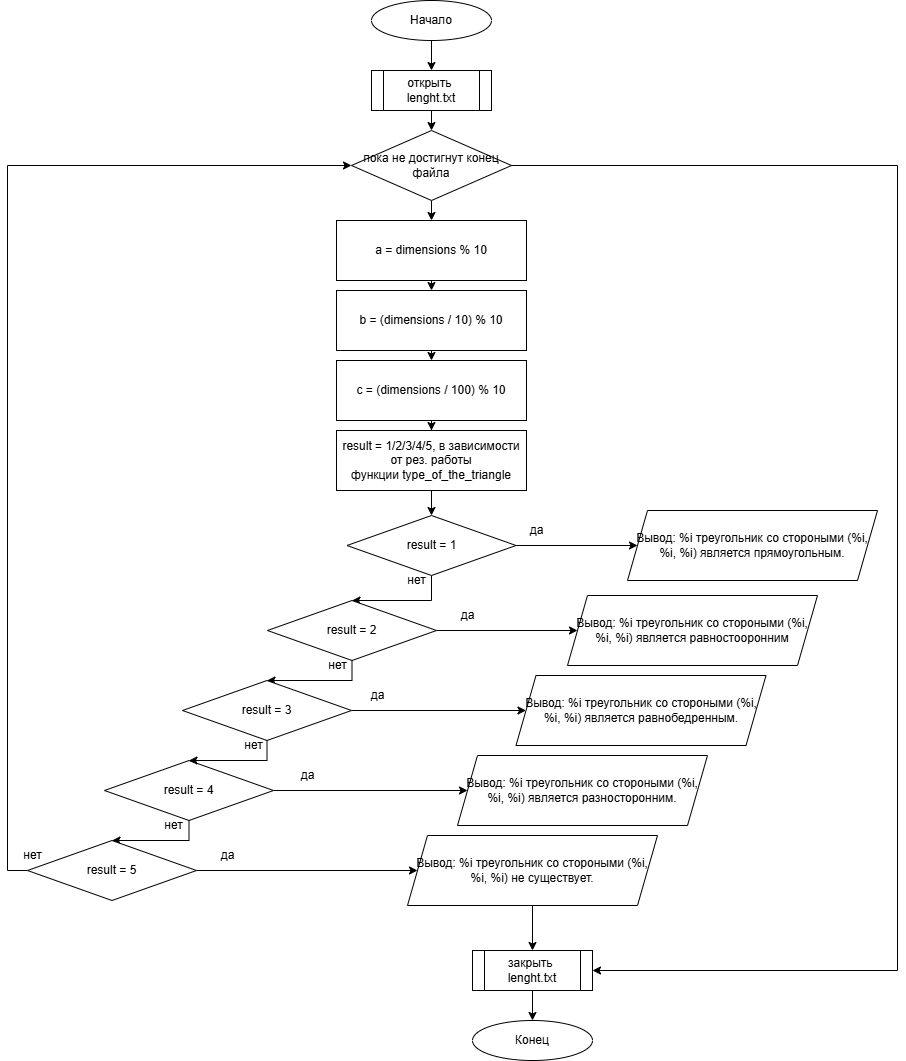 Начало
открыть
lenght.txt
пока не достигнут конец
файла
a = dimensions % 10
b = (dimensions / 10) % 10
c = (dimensions / 100) % 10
result = 1/2/3/4/5, в зависимости
от рез. работы
функции type_of_the_triangle
result = 1
да
Вывод: %i треугольник со стороными (%i,
%i, %i) является прямоугольным.
нет
result = 2
да
Вывод: %i треугольник со стороными (%i,
%i, %i) является равностооронним
нет
result = 3
да
Вывод: %i треугольник со стороными (%i,
%i, %i) является равнобедренным.
нет
result = 4
да
Вывод: %i треугольник со стороными (%i,
%i, %i) является разносторонним.
нет
нет
result = 5
да
Вывод: %i треугольник со стороными (%i,
%i, %i) не существует.
закрыть
lenght.txt
Конец